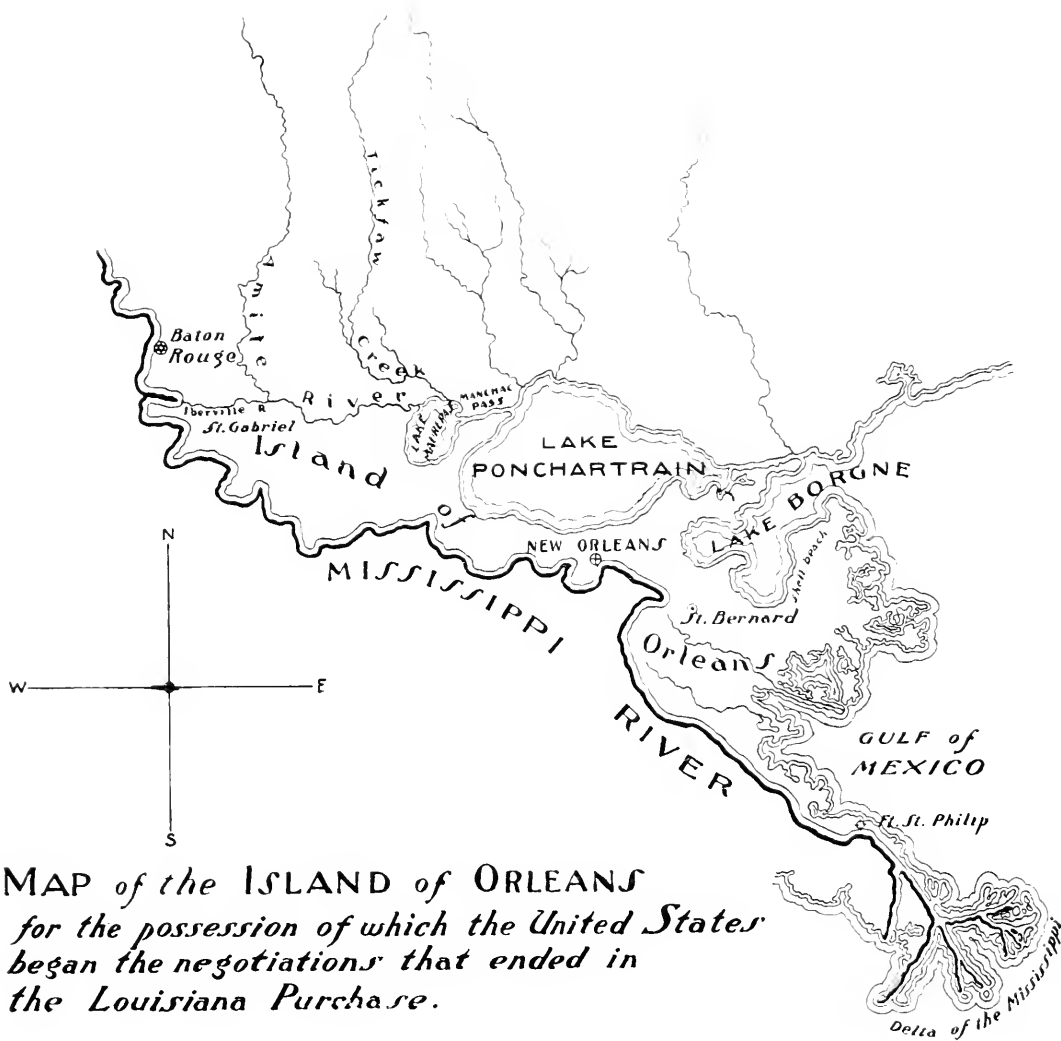 Tickfaw
Creek
Amite
River
Baton
Rouge
Iberville R
St. Gabriel
MANCHAC
PASS
LAKE
MAUREPAS
LAKE
PONCHARTRAIN
LAKE BORGNE
Shell beach
Island
of
Orleans
NEW ORLEANS
MISSISSIPPI
RIVER
St. Bernard
N
W
E
S
GULF of
MEXICO
Ft. St. Philip
Delta of the Mississippi
MAP of the ISLAND of ORLEANS
for the possession of which the United States
began the negotiations that ended in
the Louisiana Purchase.